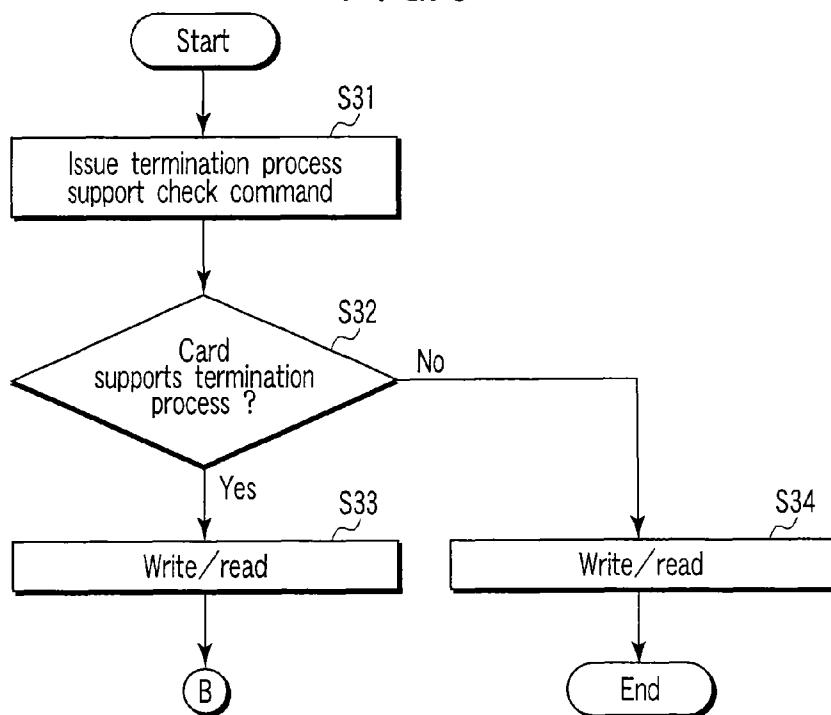 Start
S31
Issue termination process
support check command
S32
Card
supports termination
process ?
No
Yes
S33
Write/read
S34
Write/read
B
End